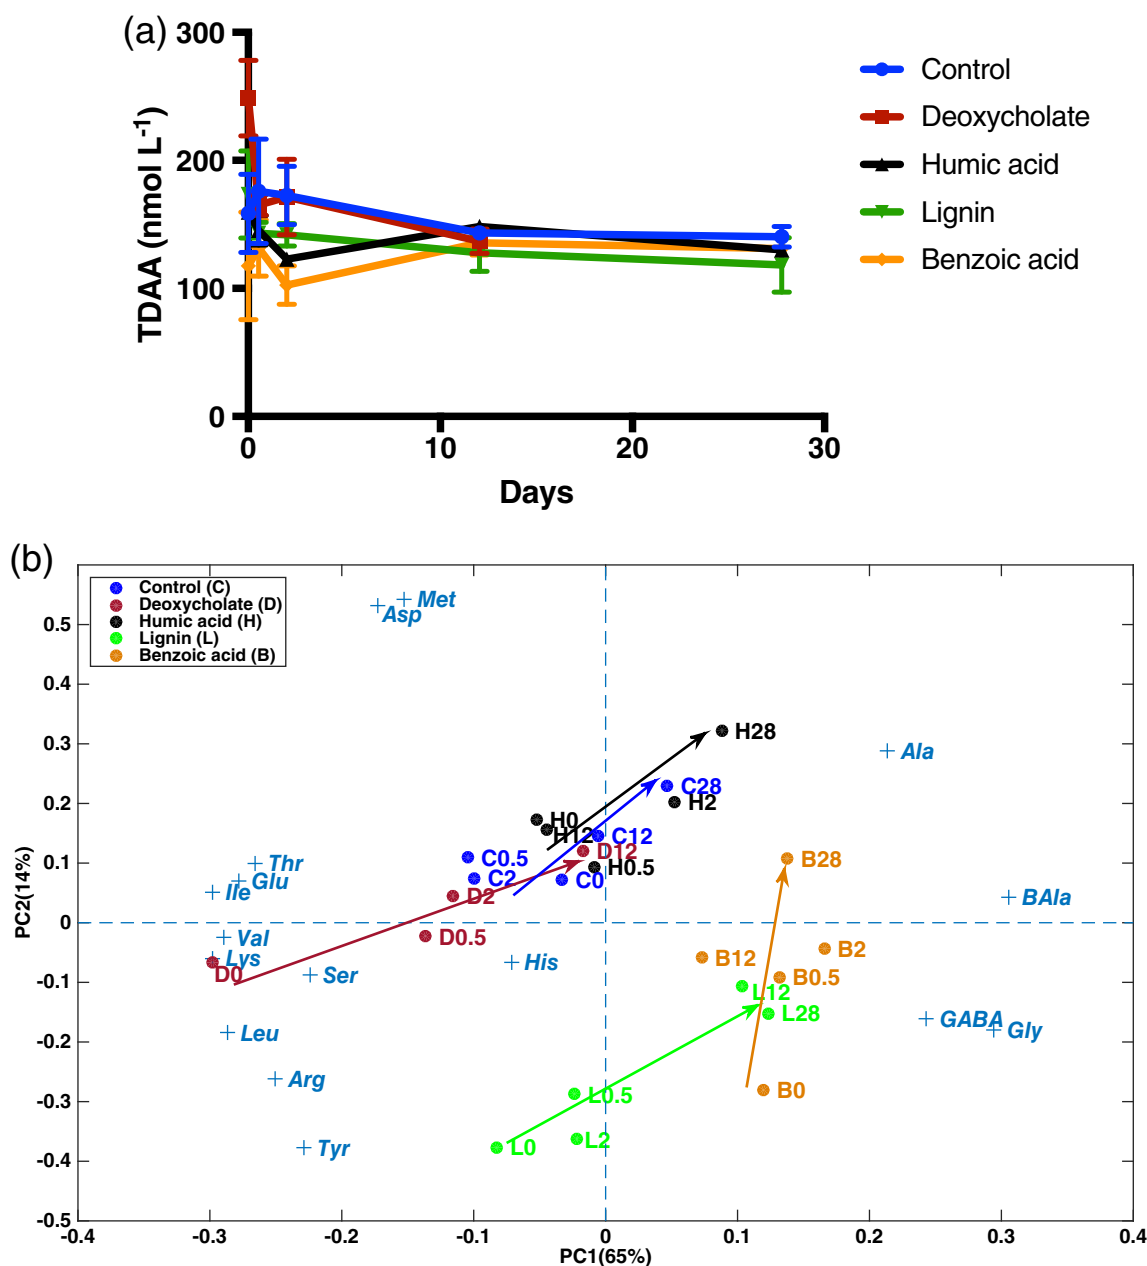 (a)
300
200
100
0
TDAA (nmol L⁻¹)
0 10 20 30
Days
Control
Deoxycholate
Humic acid
Lignin
Benzoic acid
(b)
Control (C)
Deoxycholate (D)
Humic acid (H)
Lignin (L)
Benzoic acid (B)
0.5
0.4
0.3
0.2
0.1
0
-0.1
-0.2
-0.3
-0.4
-0.5
PC2(14%)
Met
Asp
H28
Ala
C28
H2
H0
H12
C12
D12
C0.5
H0.5
C2
C0
B28
Thr
Glu
Ile
D2
BAla
Val
D0.5
Lys
D0
Ser
His
B12
B2
B0.5
L12
L28
GABA
Gly
Leu
Arg
L0.5
B0
Tyr
L0
L2
-0.4 -0.3 -0.2 -0.1 0 0.1 0.2 0.3 0.4
PC1(65%)